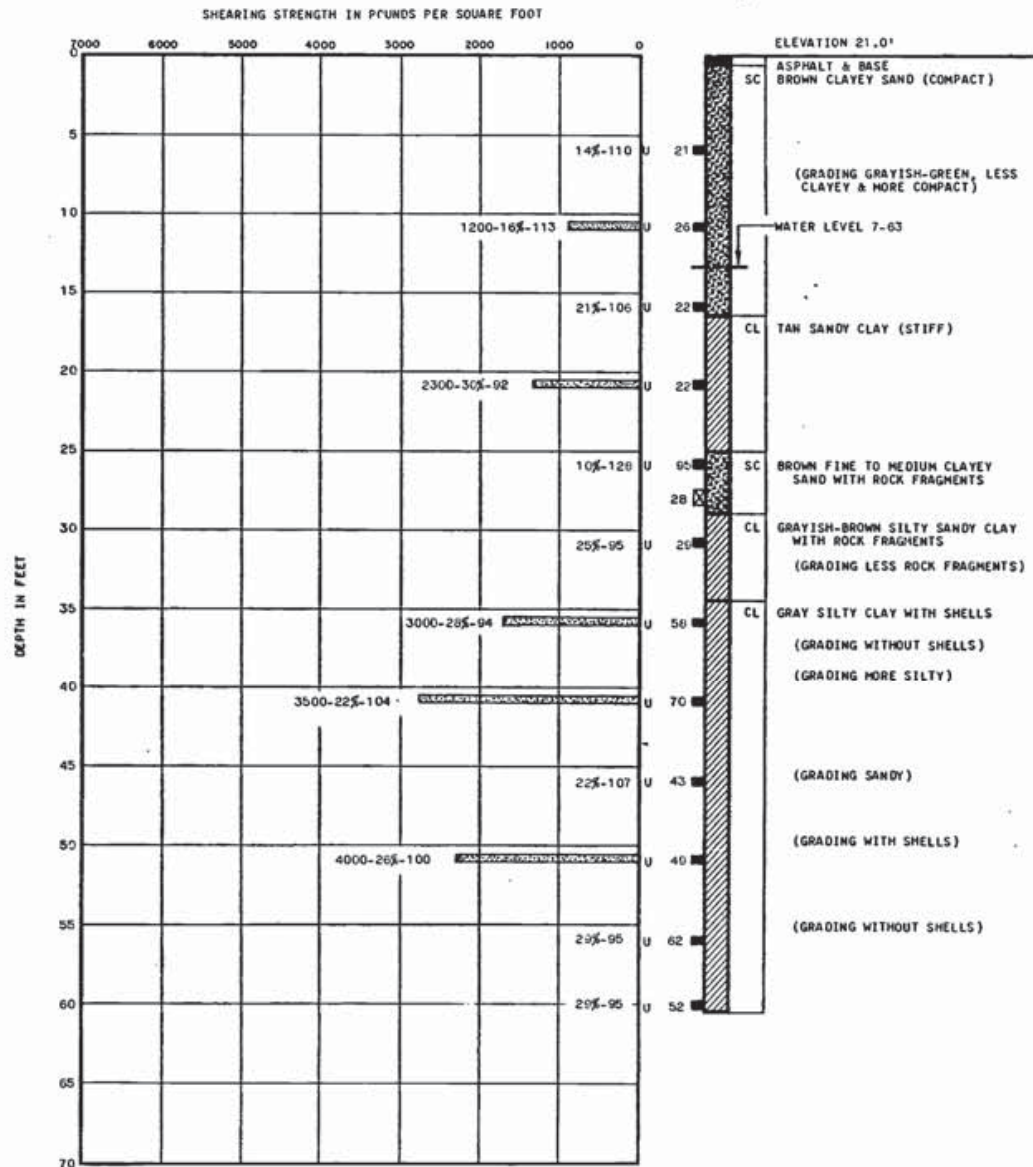 SHEARING STRENGTH IN POUNDS PER SQUARE FOOT
7000 6000 5000 4000 3000 2000 1000 0
ELEVATION 21.0'
0
ASPHALT & BASE
SC BROWN CLAYEY SAND (COMPACT)
5
14%-110 U 21
(GRADING GRAYISH-GREEN, LESS
CLAYEY & MORE COMPACT)
10
1200-16%-113 U 26
WATER LEVEL 7-63
15
21%-106 U 22
CL TAN SANDY CLAY (STIFF)
20
2300-30%-92 U 22
25
10%-128 U 65
SC BROWN FINE TO MEDIUM CLAYEY
SAND WITH ROCK FRAGMENTS
28
30
CL GRAYISH-BROWN SILTY SANDY CLAY
WITH ROCK FRAGMENTS
25%-95 U 29
(GRADING LESS ROCK FRAGMENTS)
DEPTH IN FEET
35
CL GRAY SILTY CLAY WITH SHELLS
3000-28%-94 U 58
(GRADING WITHOUT SHELLS)
(GRADING MORE SILTY)
40
3500-22%-104 U 70
45
22%-107 U 43
(GRADING SANDY)
50
(GRADING WITH SHELLS)
4000-26%-100 U 49
55
(GRADING WITHOUT SHELLS)
29%-95 U 62
60
29%-95 U 52
65
70